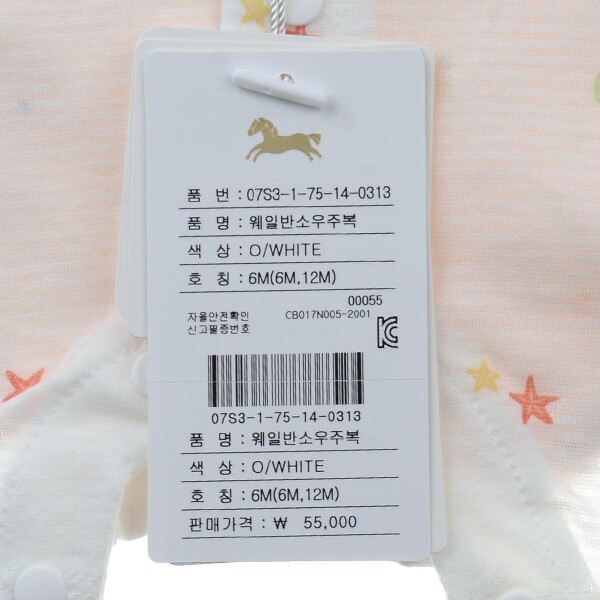 품 번 : 07S3-1-75-14-0313
품 명 : 웨일반소우주복
색 상 : O/WHITE
호 칭 : 6M(6M,12M)
00055
자율안전확인 CB017N005-2001
신고필증번호
07S3-1-75-14-0313
품 명 : 웨일반소우주복
색 상 : O/WHITE
호 칭 : 6M(6M,12M)
판매가격 : ₩ 55,000